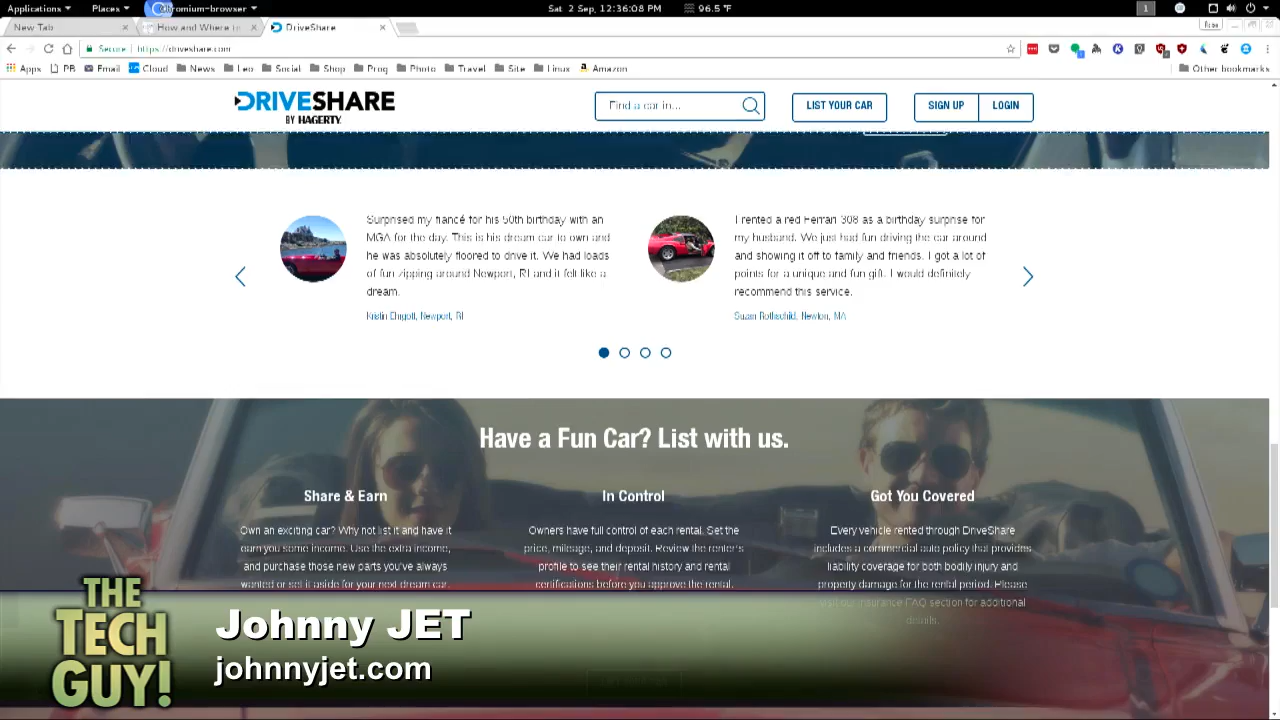 Applications
Places
Chromium-browser
Sat 2 Sep, 12:36:08 PM
96.5 °F
1
New Tab
How and Where to
DriveShare
Rose
Secure
https://driveshare.com
Apps
PB
Email
Cloud
News
Leo
Social
Shop
Prog
Photo
Travel
Site
Linux
Amazon
Other bookmarks
DRIVESHARE
BY HAGERTY
Find a car in...
LIST YOUR CAR
SIGN UP
LOGIN
Surprised my fiancé for his 50th birthday with an
MGA for the day. This is his dream car to own and
he was absolutely floored to drive it. We had loads
of fun zipping around Newport, RI and it felt like a
dream.
Kristin Ehrgott, Newport, RI
I rented a red Ferrari 308 as a birthday surprise for
my husband. We just had fun driving the car around
and showing it off to family and friends. I got a lot of
points for a unique and fun gift. I would definitely
recommend this service.
Suzan Rothschild, Newton, MA
Have a Fun Car? List with us.
Share & Earn
Own an exciting car? Why not list it and have it
earn you some income. Use the extra income,
and purchase those new parts you've always
wanted or set it aside for your next dream car.
In Control
Owners have full control of each rental. Set the
price, mileage, and deposit. Review the renter's
profile to see their rental history and rental
certifications before you approve the rental.
Got You Covered
Every vehicle rented through DriveShare
includes a commercial auto policy that provides
liability coverage for both bodily injury and
property damage for the rental period. Please
visit our Insurance FAQ section for additional
details.
THE
TECH
GUY!
Johnny JET
johnnyjet.com